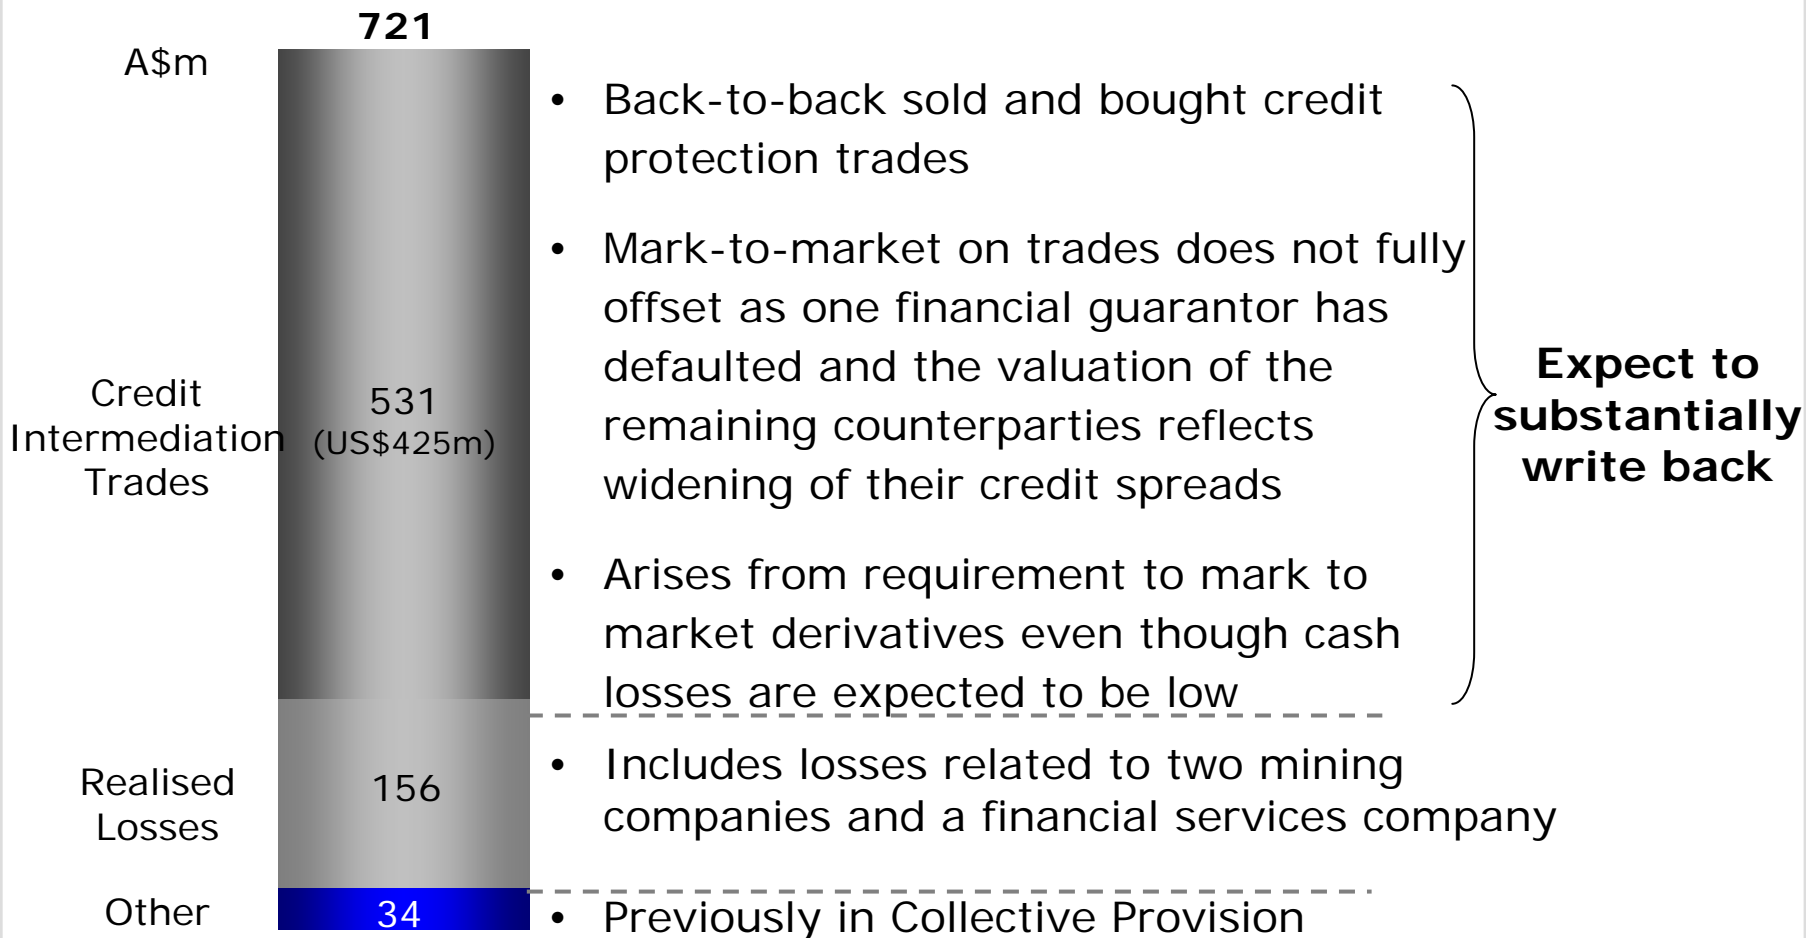 721
A$m
• Back-to-back sold and bought credit
protection trades
• Mark-to-market on trades does not fully
offset as one financial guarantor has
defaulted and the valuation of the
remaining counterparties reflects
widening of their credit spreads
• Arises from requirement to mark to
market derivatives even though cash
losses are expected to be low
Expect to
substantially
write back
Credit
Intermediation
Trades
531
(US$425m)
Realised
Losses
156
• Includes losses related to two mining
companies and a financial services company
Other
34
• Previously in Collective Provision